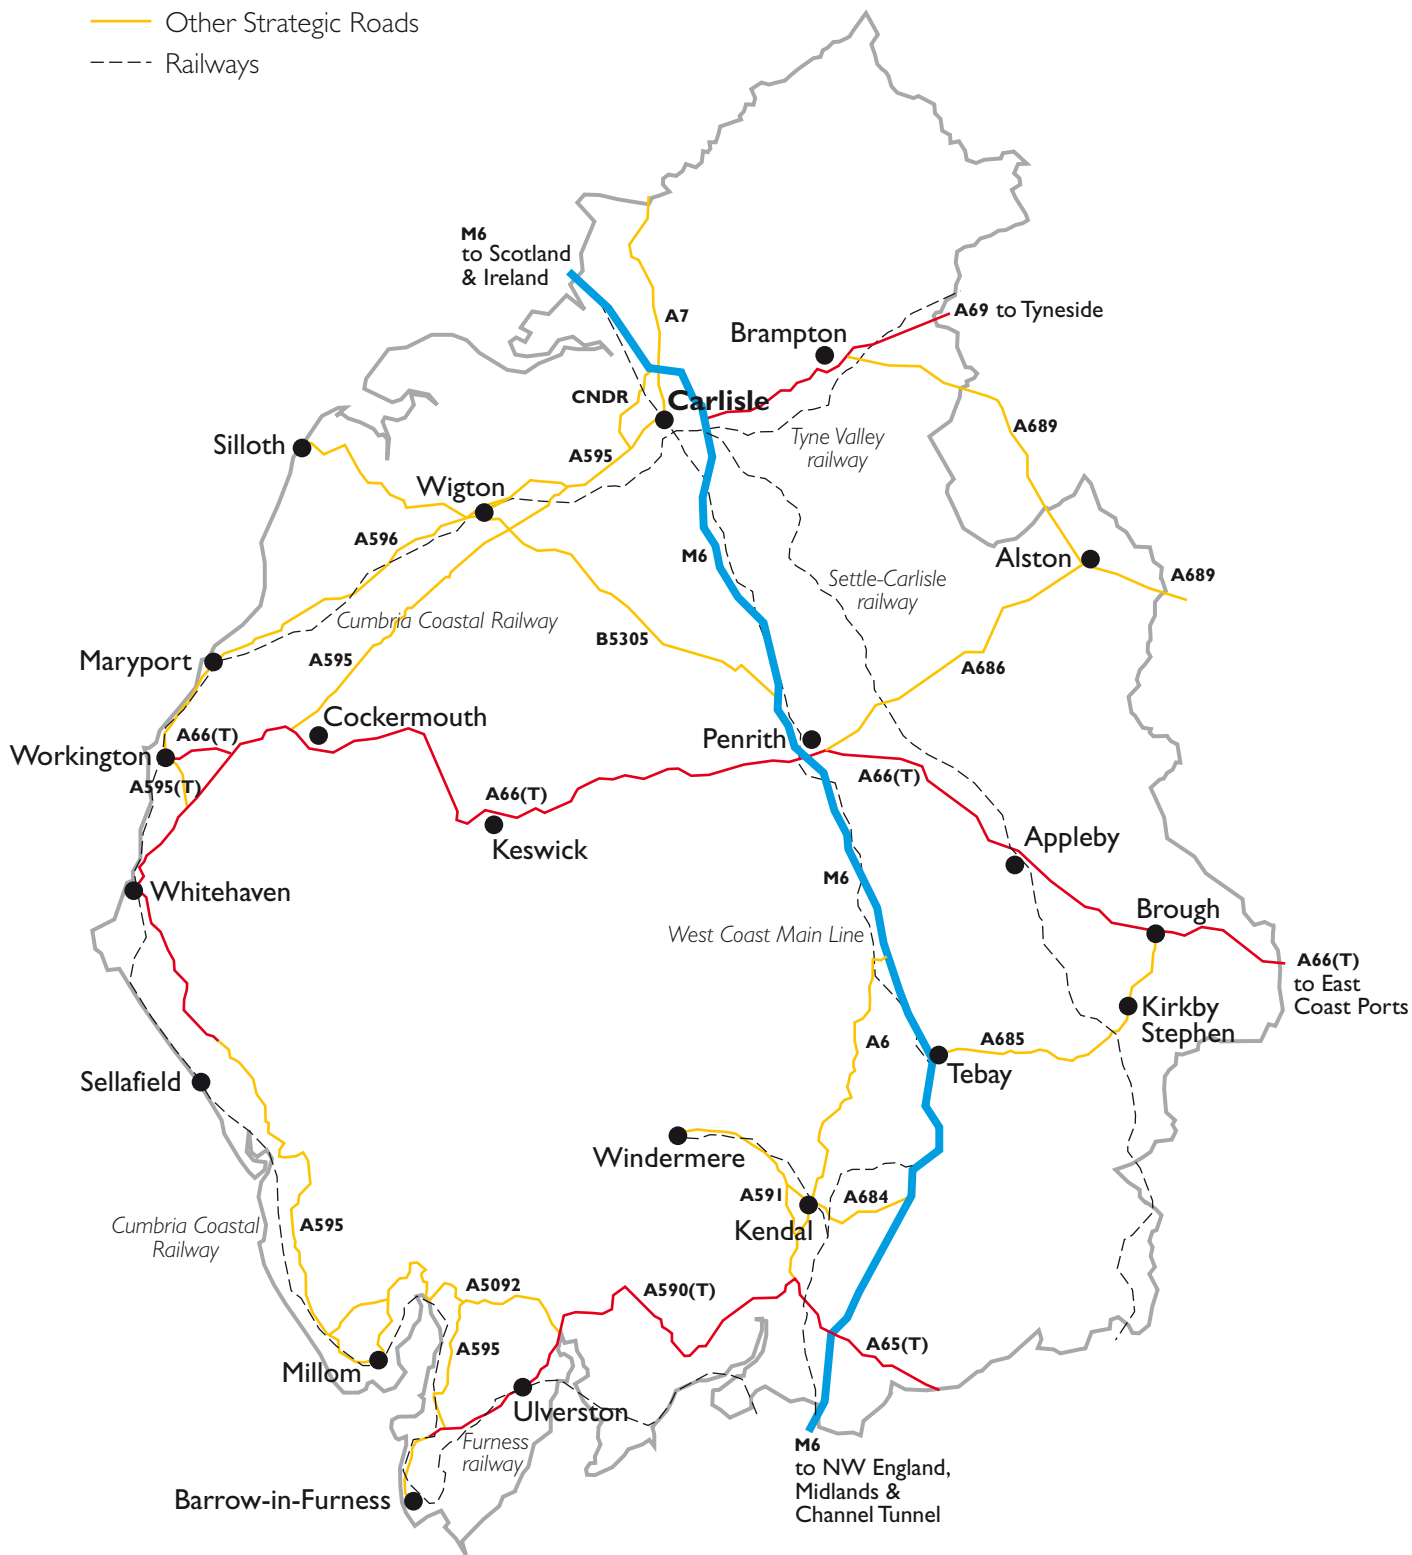 Other Strategic Roads
Railways
M6
to Scotland
& Ireland
A7
A69 to Tyneside
Brampton
CNDR
Carlisle
A689
Tyne Valley
railway
Silloth
A595
Wigton
A596
M6
Alston
A689
Settle-Carlisle
railway
Cumbria Coastal Railway
B5305
Maryport
A595
A686
Cockermouth
A66(T)
Penrith
Workington
A595(T)
A66(T)
A66(T)
Keswick
Appleby
M6
Whitehaven
Brough
West Coast Main Line
A66(T)
to East
Coast Ports
Kirkby
Stephen
A6
A685
Tebay
Sellafield
Windermere
A591
A684
Kendal
Cumbria Coastal
Railway
A595
A5092
A590(T)
A595
A65(T)
Millom
Ulverston
Furness
railway
M6
to NW England,
Midlands &
Channel Tunnel
Barrow-in-Furness